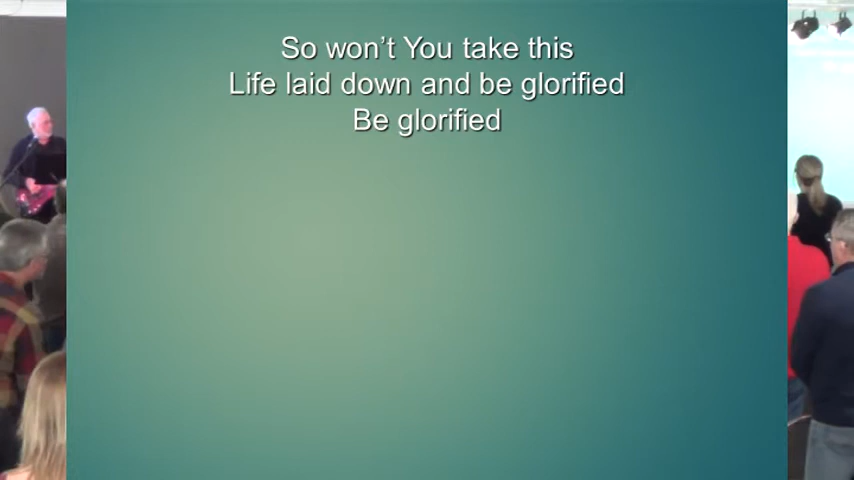 So won’t You take this
Life laid down and be glorified
Be glorified